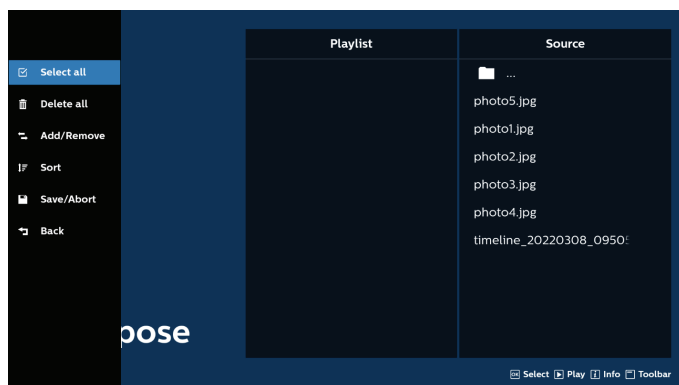 Select all
Delete all
Add/Remove
Sort
Save/Abort
Back
pose
Playlist
Source
...
photo5.jpg
photo1.jpg
photo2.jpg
photo3.jpg
photo4.jpg
timeline_20220308_0950
OK Select Play i Info Toolbar